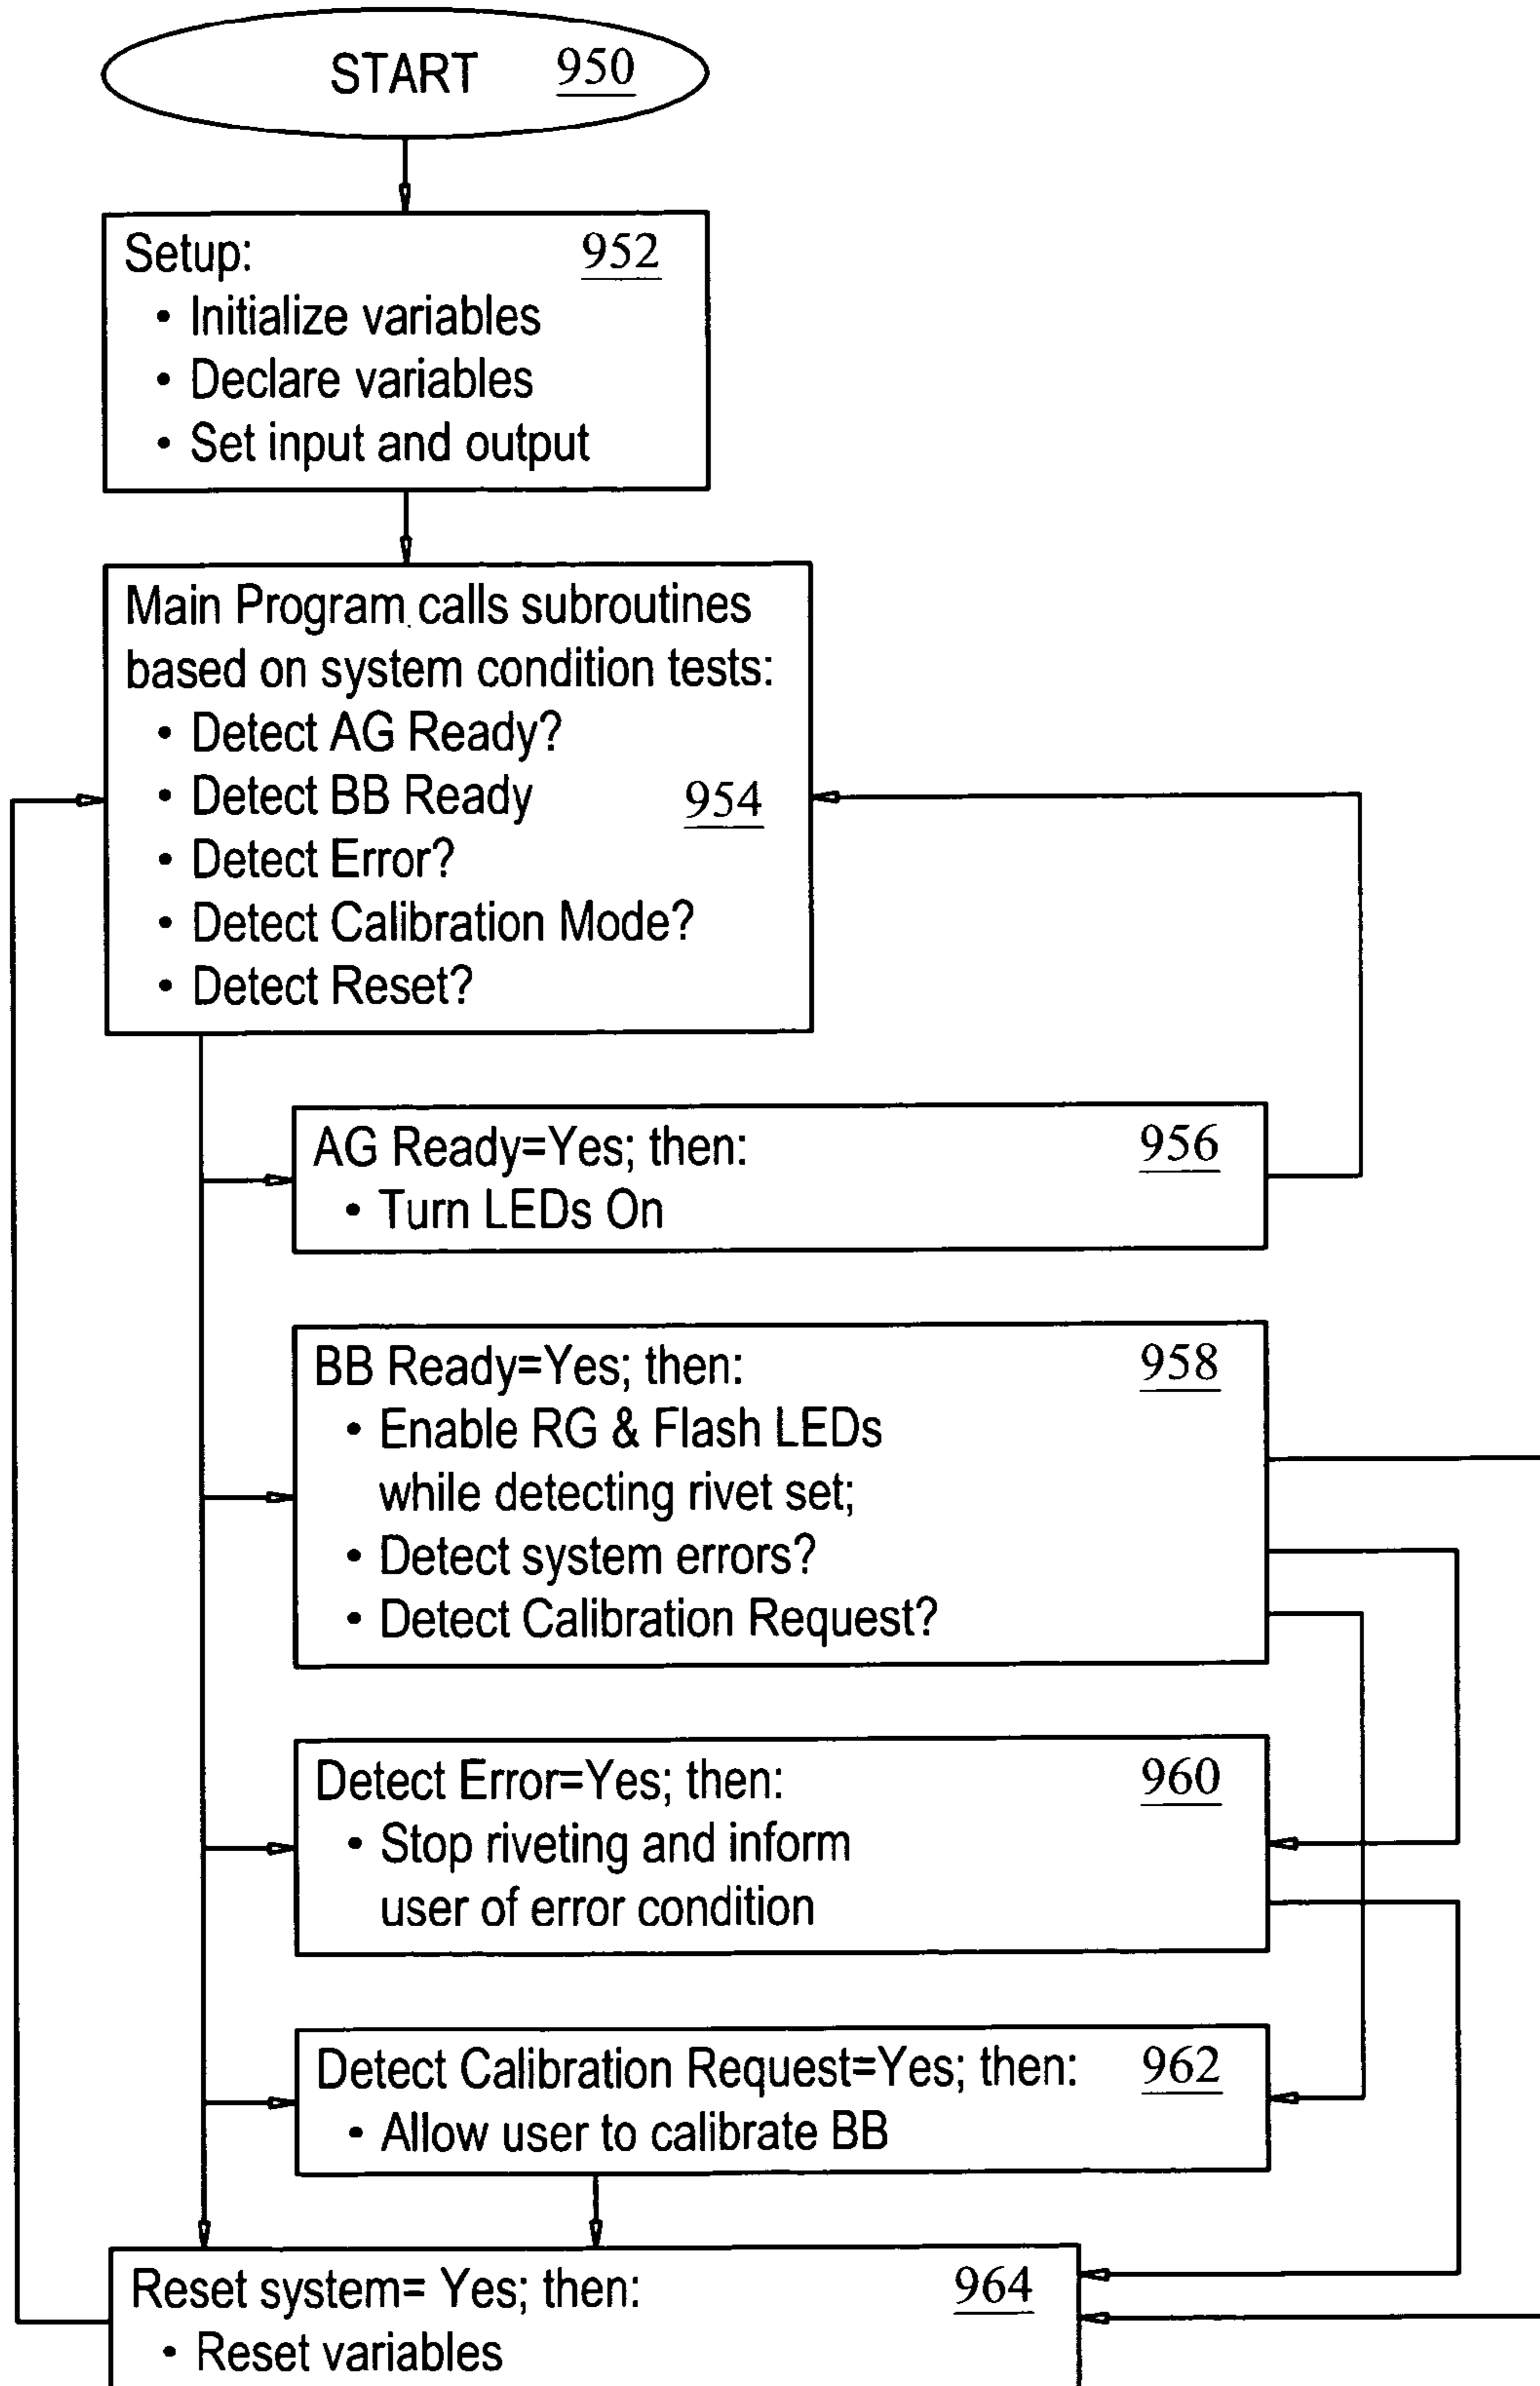 START 950
Setup: 952
• Initialize variables
• Declare variables
• Set input and output
Main Program calls subroutines
based on system condition tests:
• Detect AG Ready?
• Detect BB Ready 954
• Detect Error?
• Detect Calibration Mode?
• Detect Reset?
AG Ready=Yes; then: 956
• Turn LEDs On
BB Ready=Yes; then: 958
• Enable RG & Flash LEDs
while detecting rivet set;
• Detect system errors?
• Detect Calibration Request?
Detect Error=Yes; then: 960
• Stop riveting and inform
user of error condition
Detect Calibration Request=Yes; then: 962
• Allow user to calibrate BB
Reset system= Yes; then: 964
• Reset variables